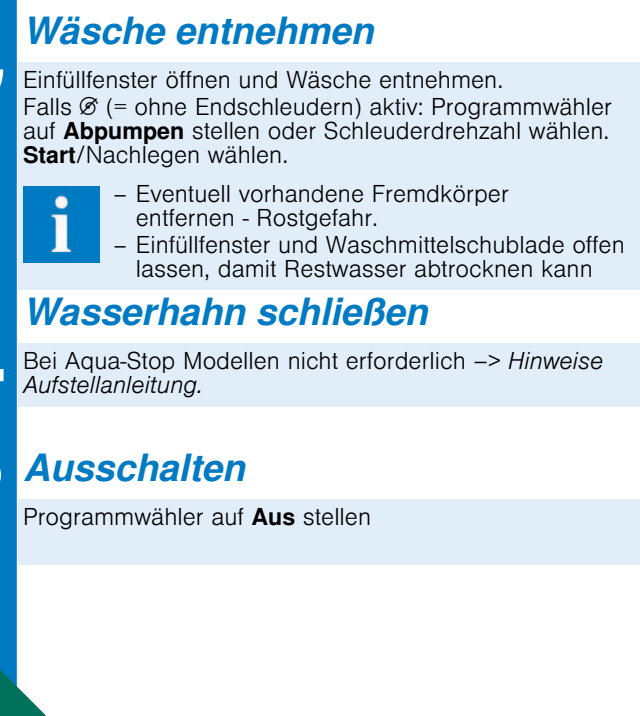 Wäsche entnehmen
Einfüllfenster öffnen und Wäsche entnehmen.
Falls (= ohne Endschleudern) aktiv: Programmwähler
auf Abpumpen stellen oder Schleuderdrehzahl wählen.
Start/Nachlegen wählen.
i
– Eventuell vorhandene Fremdkörper
entfernen - Rostgefahr.
– Einfüllfenster und Waschmittelschublade offen
lassen, damit Restwasser abtrocknen kann
Wasserhahn schließen
Bei Aqua-Stop Modellen nicht erforderlich –> Hinweise
Aufstellanleitung.
Ausschalten
Programmwähler auf Aus stellen